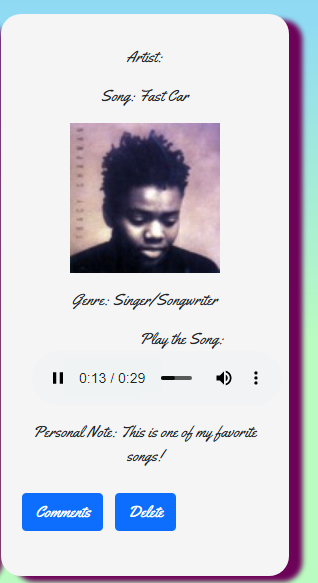 Artist:
Song: Fast Car
TRACY CHAPMAN
Genre: Singer/Songwriter
Play the Song:
0:13 / 0:29
Personal Note: This is one of my favorite
songs!
Comments Delete